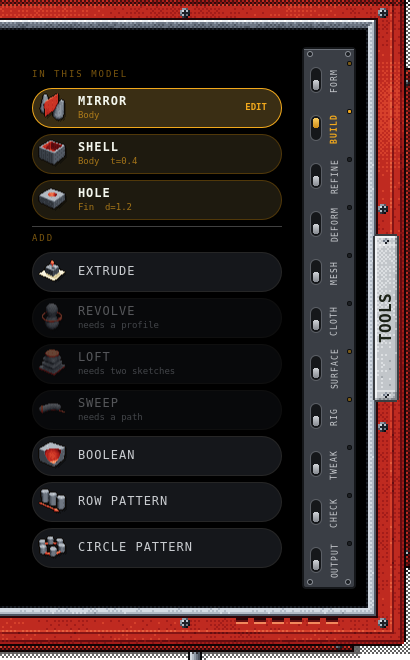 IN THIS MODEL
MIRROR
Body
EDIT
SHELL
Body t=0.4
HOLE
Fin d=1.2
ADD
EXTRUDE
REVOLVE
needs a profile
LOFT
needs two sketches
SWEEP
needs a path
BOOLEAN
ROW PATTERN
CIRCLE PATTERN
FORM
BUILD
REFINE
DEFORM
MESH
CLOTH
SURFACE
RIG
TWEAK
CHECK
OUTPUT
TOOLS